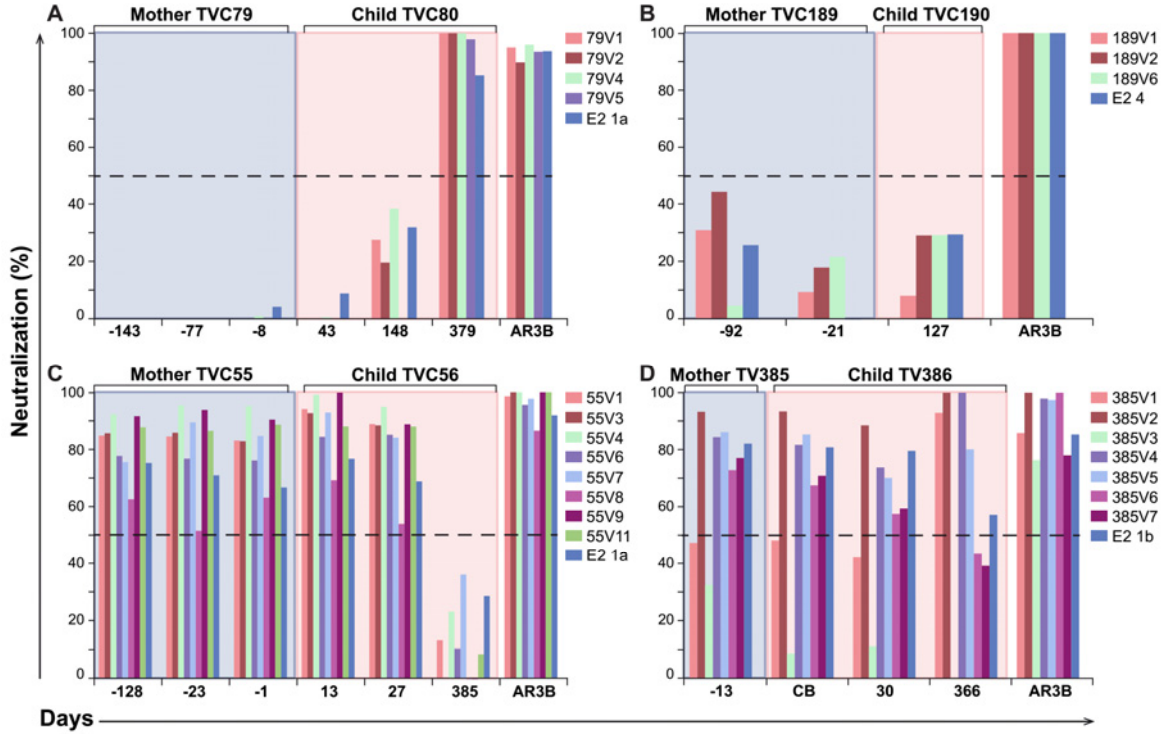 A Mother TVC79 Child TVC80
100
80
60
40
20
0
-143 -77 -8 43 148 379 AR3B
79V1
79V2
79V4
79V5
E2 1a
B Mother TVC189 Child TVC190
100
80
60
40
20
0
-92 -21 127 AR3B
189V1
189V2
189V6
E2 4
Neutralization (%)
C Mother TVC55 Child TVC56
100
80
60
40
20
0
-128 -23 -1 13 27 385 AR3B
55V1
55V3
55V4
55V6
55V7
55V8
55V9
55V11
E2 1a
D Mother TV385 Child TV386
100
80
60
40
20
0
-13 CB 30 366 AR3B
385V1
385V2
385V3
385V4
385V5
385V6
385V7
E2 1b
Days